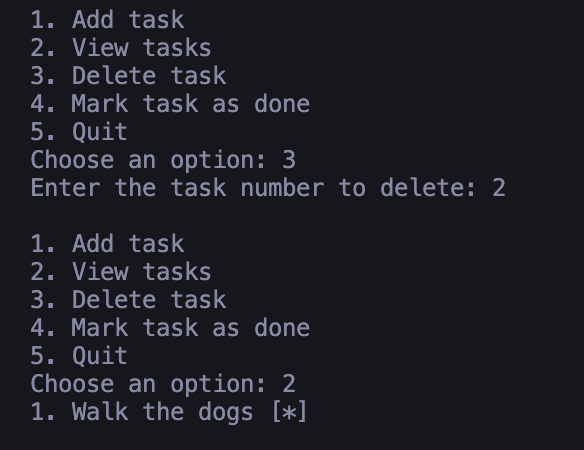 1. Add task
2. View tasks
3. Delete task
4. Mark task as done
5. Quit
Choose an option: 3
Enter the task number to delete: 2

1. Add task
2. View tasks
3. Delete task
4. Mark task as done
5. Quit
Choose an option: 2
1. Walk the dogs [*]